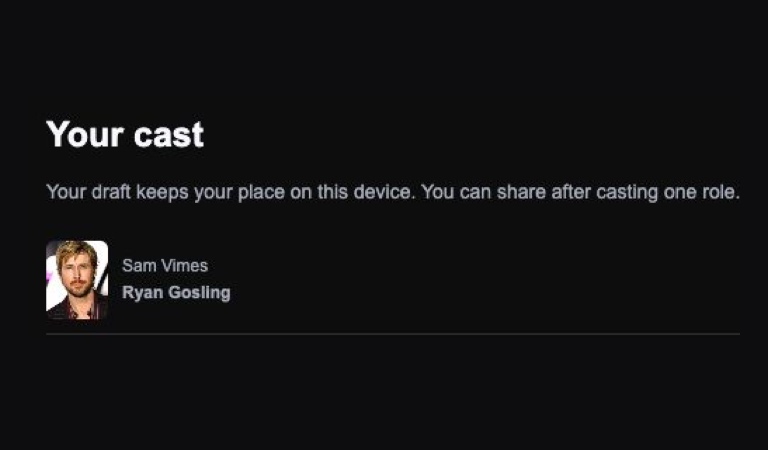 Your cast
Your draft keeps your place on this device. You can share after casting one role.
Sam Vimes
Ryan Gosling